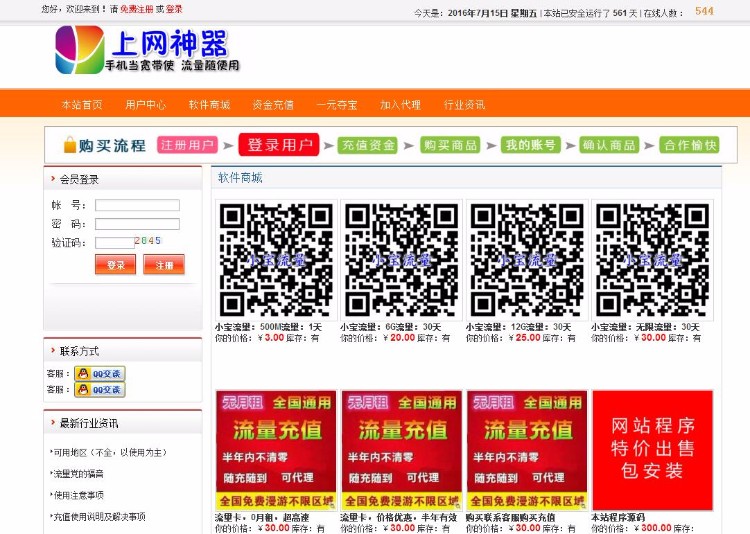 您好，欢迎来到！请 免费注册 或 登录
今天是：2016年7月15日 星期五 | 本站已安全运行了 561 天 | 在线人数： 544
上网神器
手机当宽带使 流量随便用
本站首页 用户中心 软件商城 资金充值 一元夺宝 加入代理 行业资讯
购买流程 注册用户 登录用户 充值资金 购买商品 我的账号 确认商品 合作愉快
会员登录
帐 号：
密 码：
验证码： 2845
登录 注册
联系方式
客服： QQ交谈
客服： QQ交谈
最新行业资讯
可用地区（不全，以使用为主）
流量党的福音
使用注意事项
充值使用说明及解决事项
软件商城
小宝流量 小宝流量 小宝流量 小宝流量
小宝流量：500M流量：1天 小宝流量：6G流量：30天 小宝流量：12G流量：30天 小宝流量：无限流量：30天
你的价格：￥3.00 库存：有 你的价格：￥20.00 库存：有 你的价格：￥25.00 库存：有 你的价格：￥30.00 库存：有
无月租 全国通用 无月租 全国通用 无月租 全国通用
流量充值 流量充值 流量充值
半年内不清零 半年内不清零 半年内不清零
随充随到 可代理 随充随到 可代理 随充随到 可代理
全国免费漫游不限区域 全国免费漫游不限区域 全国免费漫游不限区域
网站程序
特价出售
包安装
流量卡，0月租，超高速 流量卡，价格优惠，半年有效 购买联系客服购买充值 本站程序源码
你的价格：￥30.00 库存：有 你的价格：￥30.00 库存：有 你的价格：￥30.00 库存：有 你的价格：￥300.00 库存：